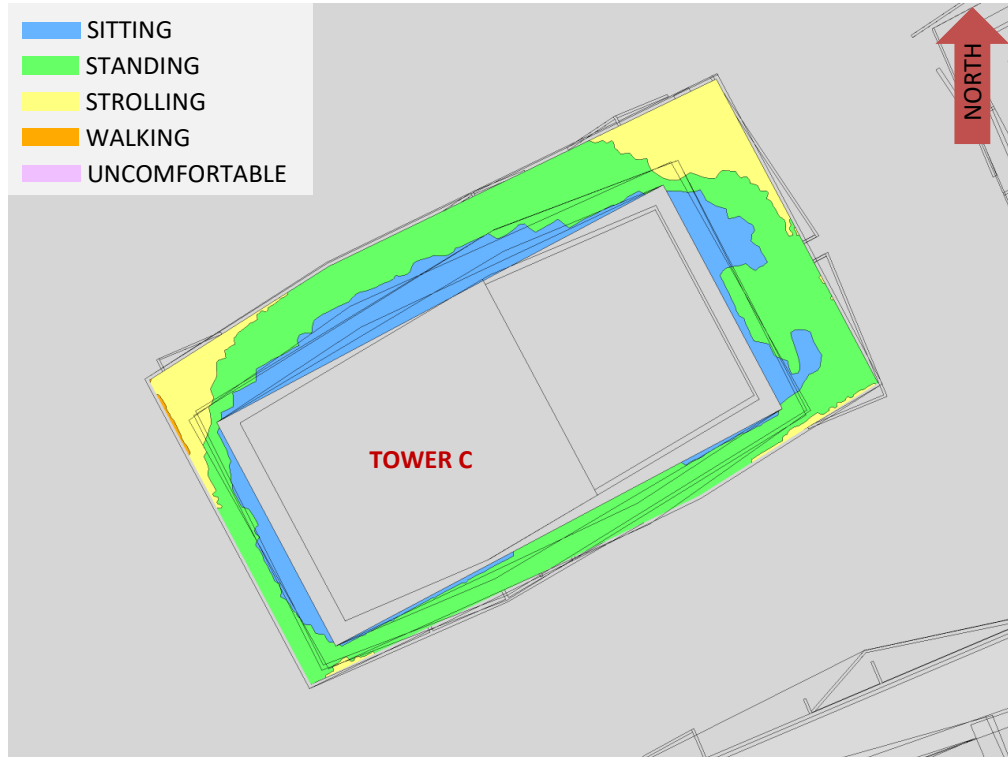 SITTING
STANDING
STROLLING
WALKING
UNCOMFORTABLE
NORTH
TOWER C